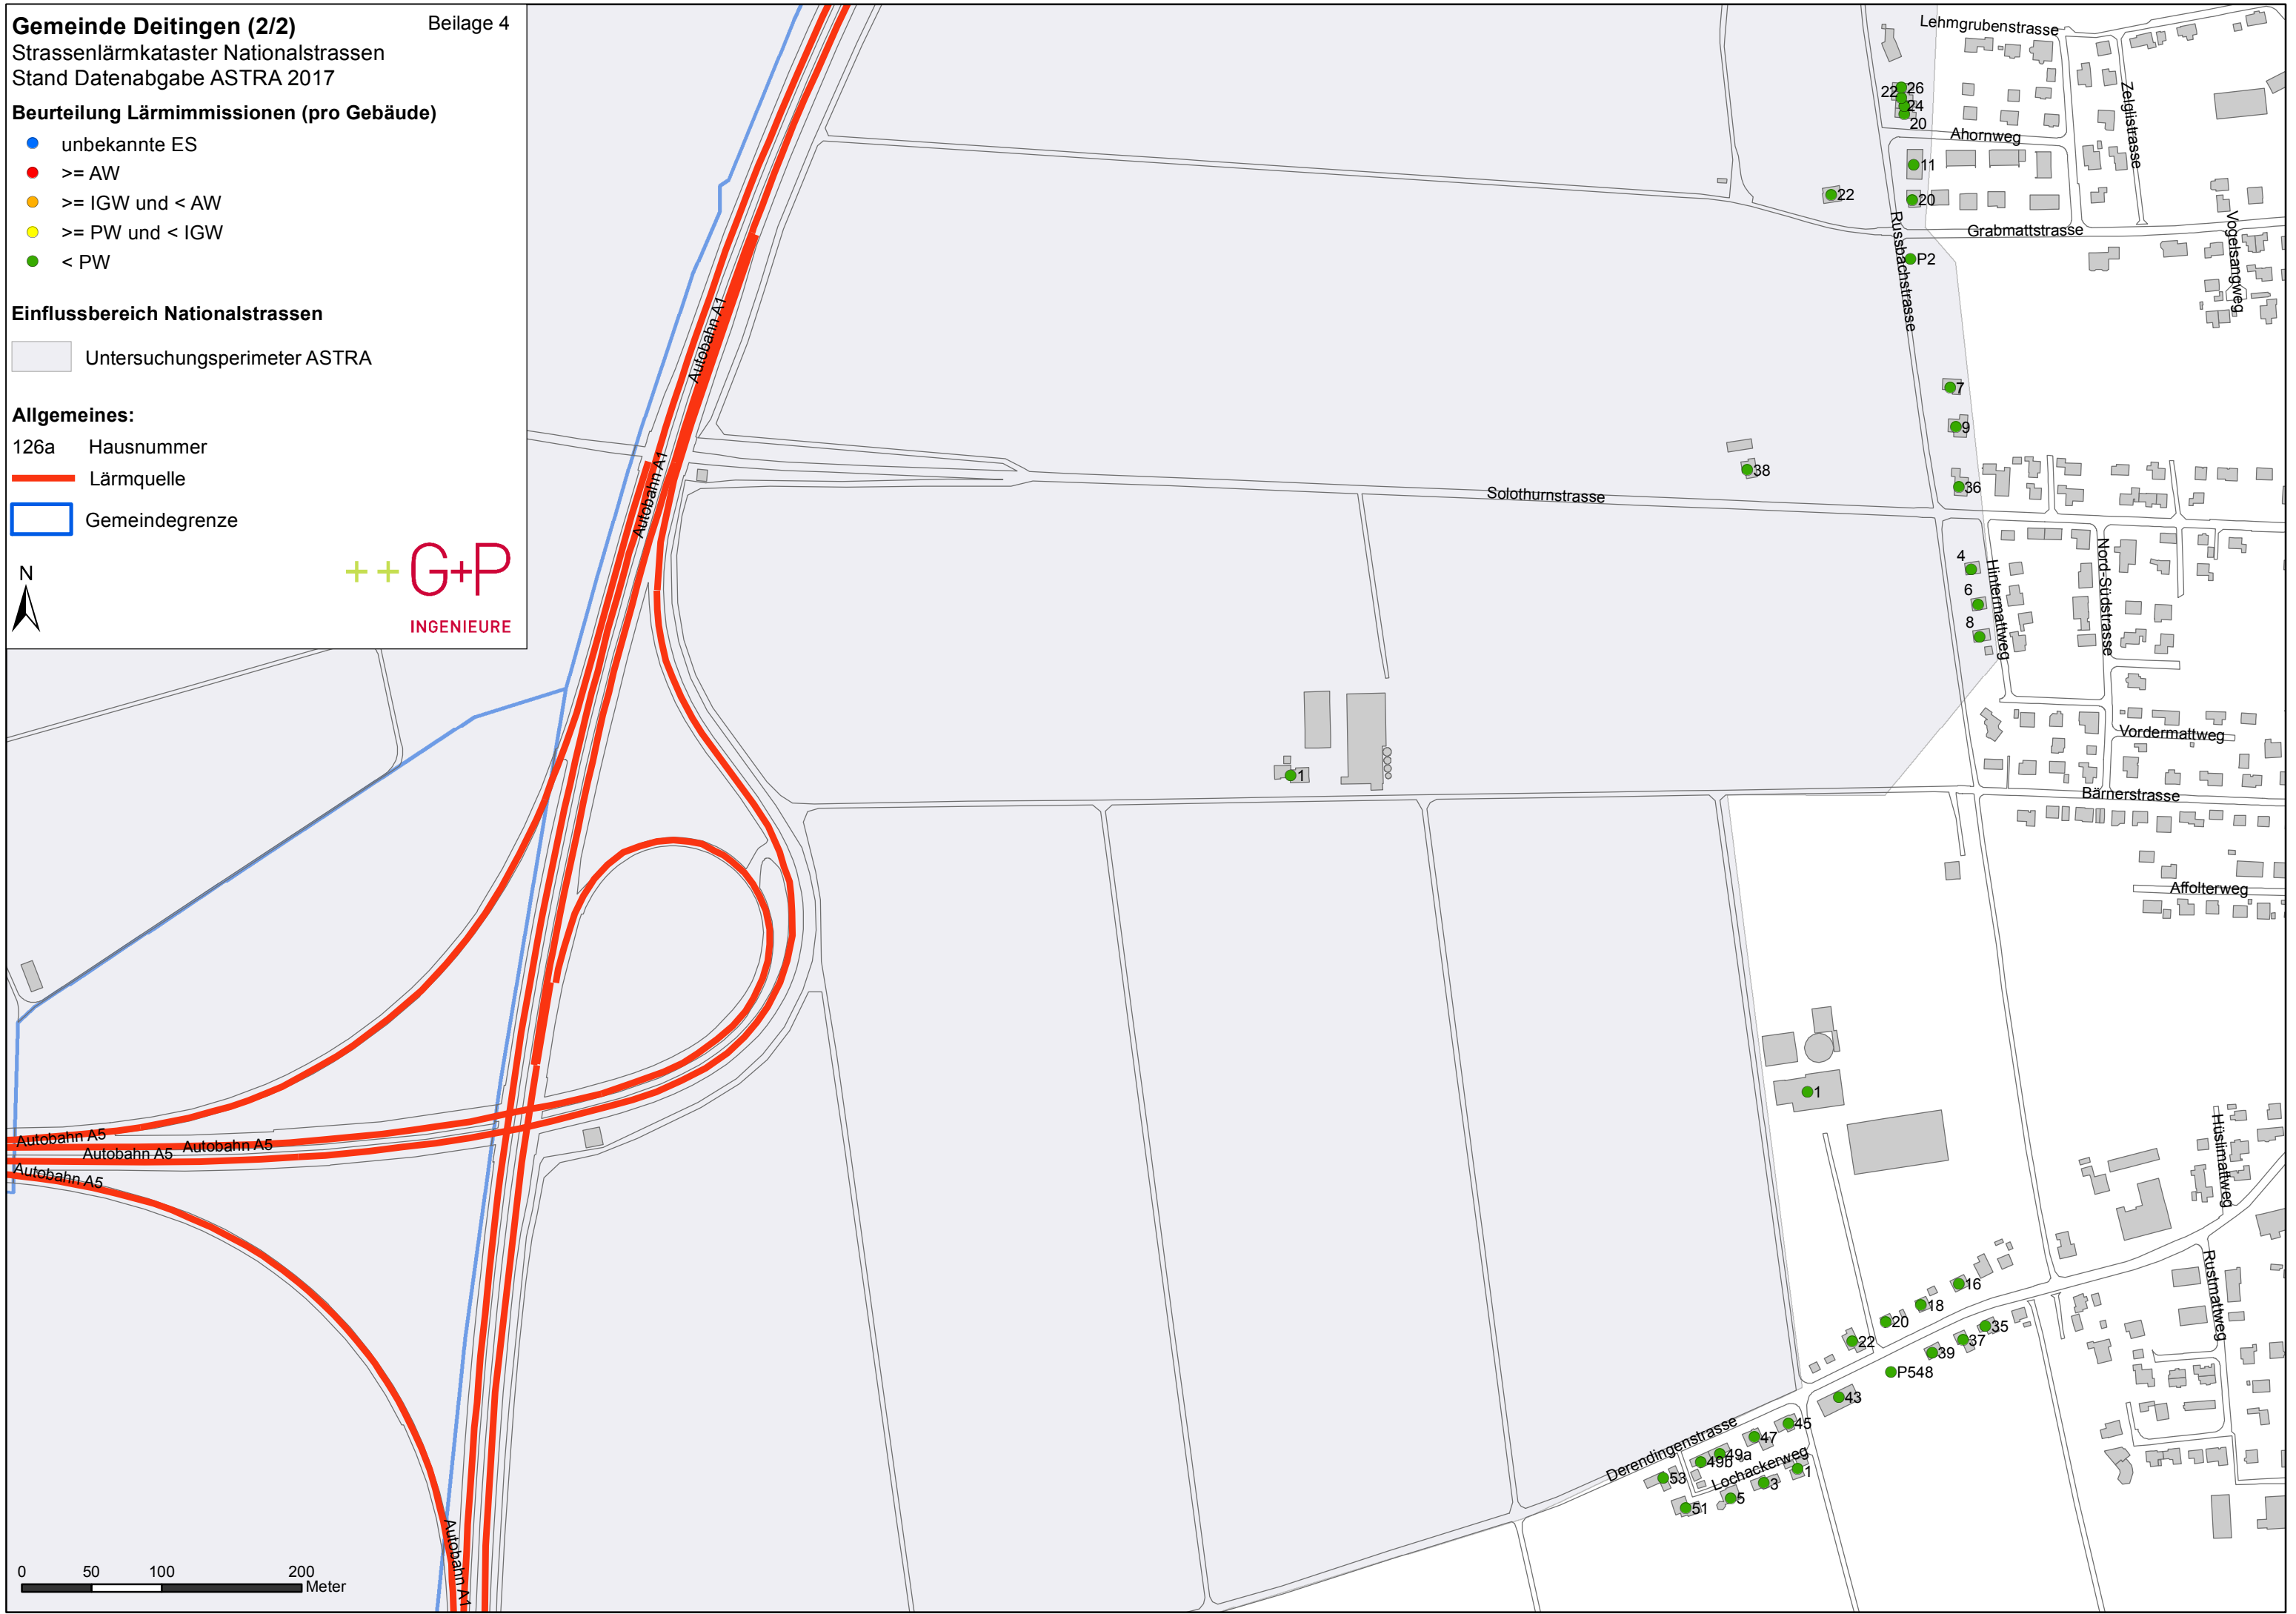 Gemeinde Deitingen (2/2)
Beilage 4
Strassenlärmkataster Nationalstrassen
Stand Datenabgabe ASTRA 2017
Beurteilung Lärmimmissionen (pro Gebäude)
unbekannte ES
>= AW
>= IGW und < AW
>= PW und < IGW
< PW
Einflussbereich Nationalstrassen
Untersuchungsperimeter ASTRA
Allgemeines:
126a Hausnummer
Lärmquelle
Gemeindegrenze
N
++ G+P
INGENIEURE
Lehmgrubenstrasse
Zelglistrasse
26
22
24
20
Ahornweg
11
22
20
Russbachstrasse
Grabmattstrasse
Vogelsangweg
P2
Autobahn A1
7
9
38
36
Autobahn A1
Solothurnstrasse
4
6
8
Hintermattweg
Nord-Südstrasse
Vordermattweg
1
Bärnerstrasse
Affolterweg
1
Autobahn A5
Autobahn A5
Autobahn A5
Autobahn A5
Hüslimattweg
Rustmattweg
16
18
20
22
35
37
39
P548
43
45
47
49a
49b
Derendingenstrasse
Lochackerweg
53
51
5
3
1
Autobahn A1
0 50 100 200
Meter